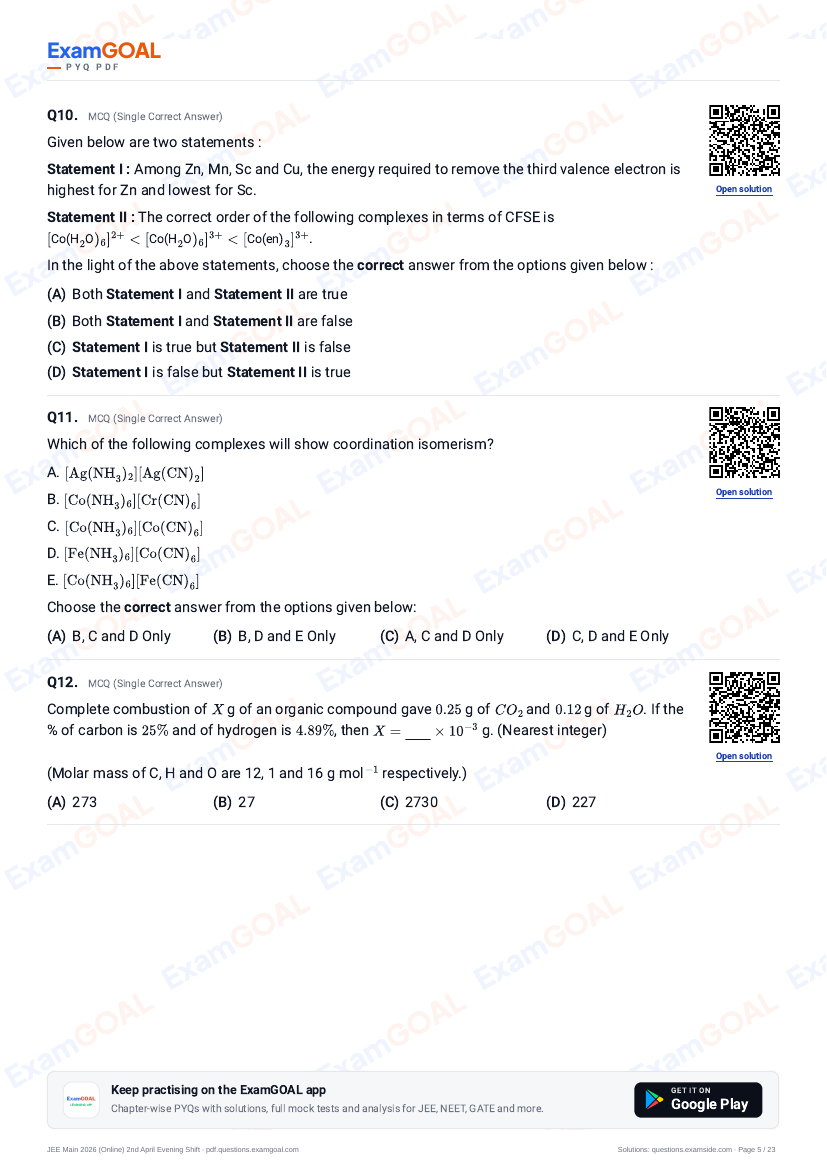 ExamGOAL
PYQ PDF
Q10. MCQ (Single Correct Answer)
Given below are two statements :
Statement I : Among Zn, Mn, Sc and Cu, the energy required to remove the third valence electron is
highest for Zn and lowest for Sc.
Statement II : The correct order of the following complexes in terms of CFSE is
[Co(H₂O)₆]²⁺ < [Co(H₂O)₆]³⁺ < [Co(en)₃]³⁺.
In the light of the above statements, choose the correct answer from the options given below :
(A) Both Statement I and Statement II are true
(B) Both Statement I and Statement II are false
(C) Statement I is true but Statement II is false
(D) Statement I is false but Statement II is true
Open solution
Q11. MCQ (Single Correct Answer)
Which of the following complexes will show coordination isomerism?
A. [Ag(NH₃)₂][Ag(CN)₂]
B. [Co(NH₃)₆][Cr(CN)₆]
C. [Co(NH₃)₆][Co(CN)₆]
D. [Fe(NH₃)₆][Co(CN)₆]
E. [Co(NH₃)₆][Fe(CN)₆]
Choose the correct answer from the options given below:
(A) B, C and D Only (B) B, D and E Only (C) A, C and D Only (D) C, D and E Only
Open solution
Q12. MCQ (Single Correct Answer)
Complete combustion of X g of an organic compound gave 0.25 g of CO₂ and 0.12 g of H₂O. If the
% of carbon is 25% and of hydrogen is 4.89%, then X = ___ × 10⁻³ g. (Nearest integer)
(Molar mass of C, H and O are 12, 1 and 16 g mol⁻¹ respectively.)
(A) 273 (B) 27 (C) 2730 (D) 227
Open solution
ExamGOAL
Keep practising on the ExamGOAL app
Chapter-wise PYQs with solutions, full mock tests and analysis for JEE, NEET, GATE and more.
GET IT ON
Google Play
JEE Main 2026 (Online) 2nd April Evening Shift · pdf.questions.examgoal.com
Solutions: questions.examside.com · Page 5 / 23